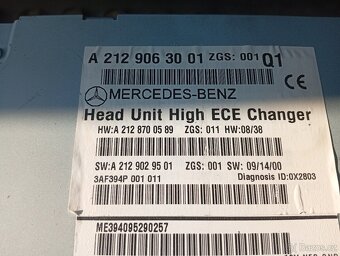 A 212 906 30 01 ZGS: 001 Q1
MERCEDES-BENZ
Head Unit High ECE Changer
HW:A 212 870 05 89 ZGS: 011 HW:08/38
SW:A 212 902 95 01 ZGS: 001 SW: 09/14/00
3AF394P 001 011 Diagnosis ID:0X2803
ME394095290257